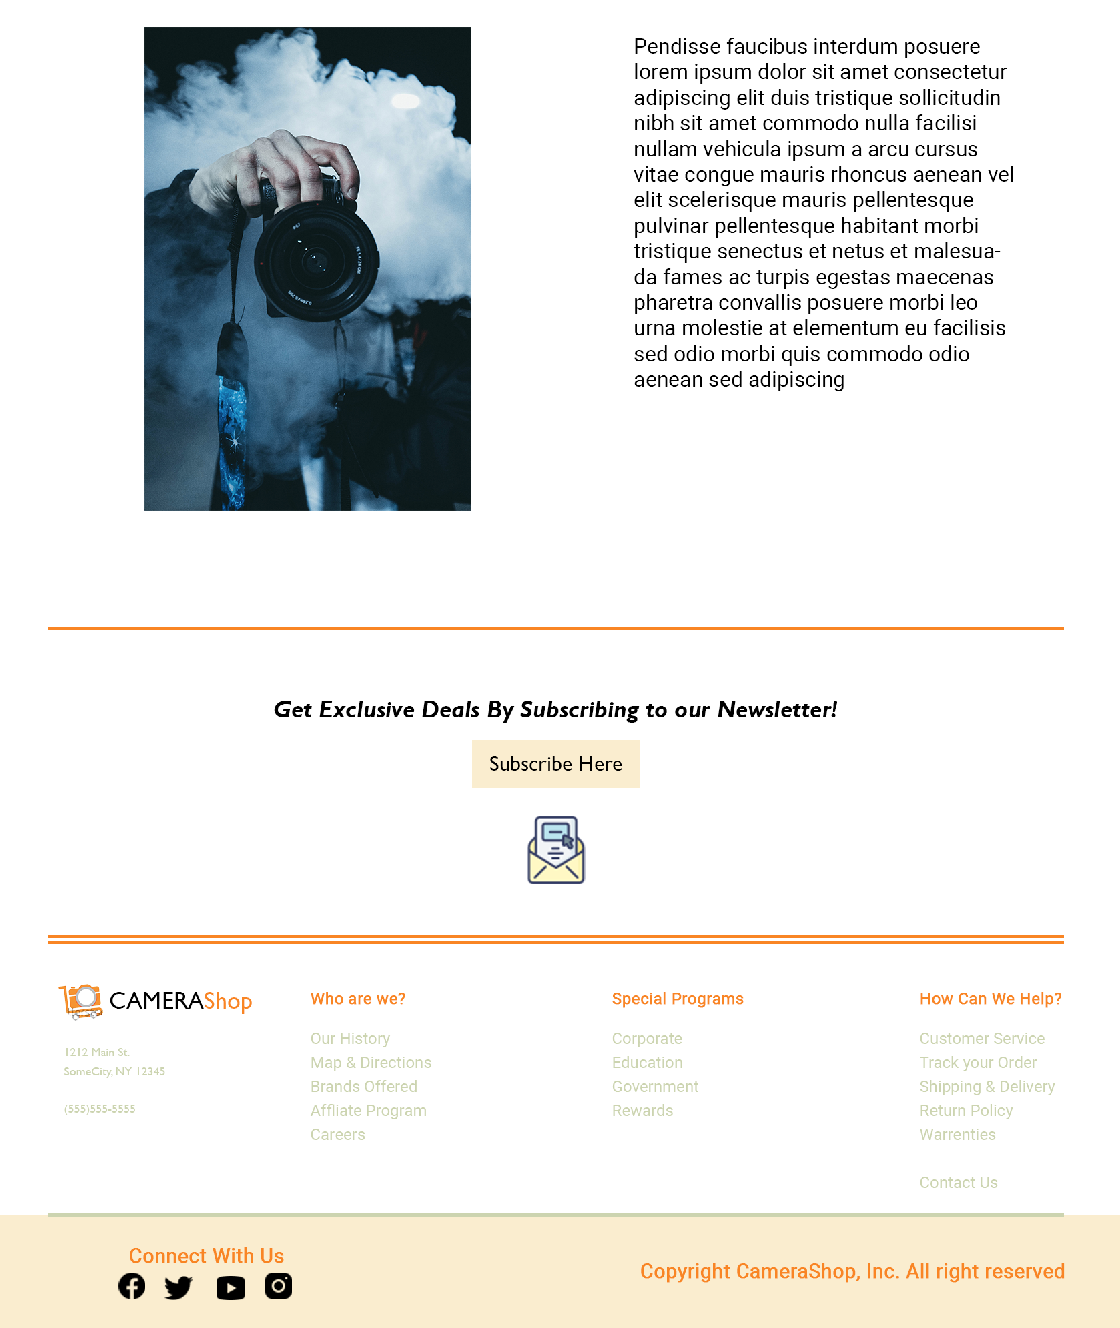 Pendisse faucibus interdum posuere
lorem ipsum dolor sit amet consectetur
adipiscing elit duis tristique sollicitudin
nibh sit amet commodo nulla facilisi
nullam vehicula ipsum a arcu cursus
vitae congue mauris rhoncus aenean vel
elit scelerisque mauris pellentesque
pulvinar pellentesque habitant morbi
tristique senectus et netus et malesua-
da fames ac turpis egestas maecenas
pharetra convallis posuere morbi leo
urna molestie at elementum eu facilisis
sed odio morbi quis commodo odio
aenean sed adipiscing
Get Exclusive Deals By Subscribing to our Newsletter!
Subscribe Here
CAMERAShop
1212 Main St.
SomeCity, NY 12345
(555)555-5555
Who are we?
Our History
Map & Directions
Brands Offered
Affliate Program
Careers
Special Programs
Corporate
Education
Government
Rewards
How Can We Help?
Customer Service
Track your Order
Shipping & Delivery
Return Policy
Warrenties
Contact Us
Connect With Us
Copyright CameraShop, Inc. All right reserved